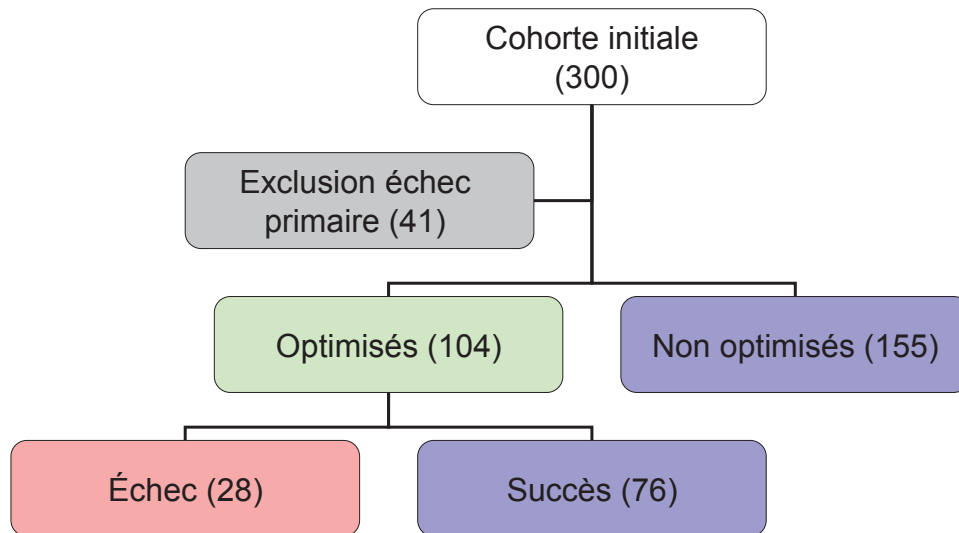 Cohorte initiale
(300)
Exclusion échec
primaire (41)
Optimisés (104)
Non optimisés (155)
Échec (28)
Succès (76)